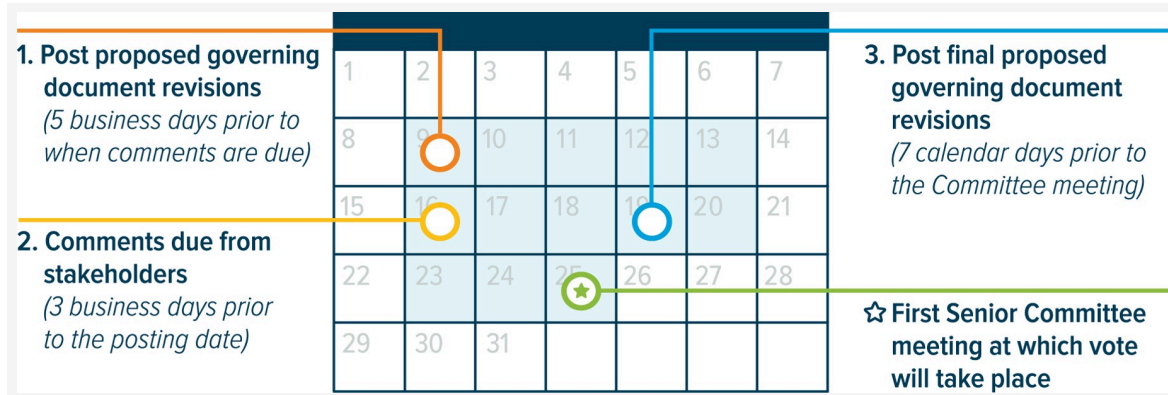 1. Post proposed governing
document revisions
(5 business days prior to
when comments are due)
2. Comments due from
stakeholders
(3 business days prior
to the posting date)
1 2 3 4 5 6 7
8 9 10 11 12 13 14
15 16 17 18 19 20 21
22 23 24 25 26 27 28
29 30 31
3. Post final proposed
governing document
revisions
(7 calendar days prior to
the Committee meeting)
First Senior Committee
meeting at which vote
will take place